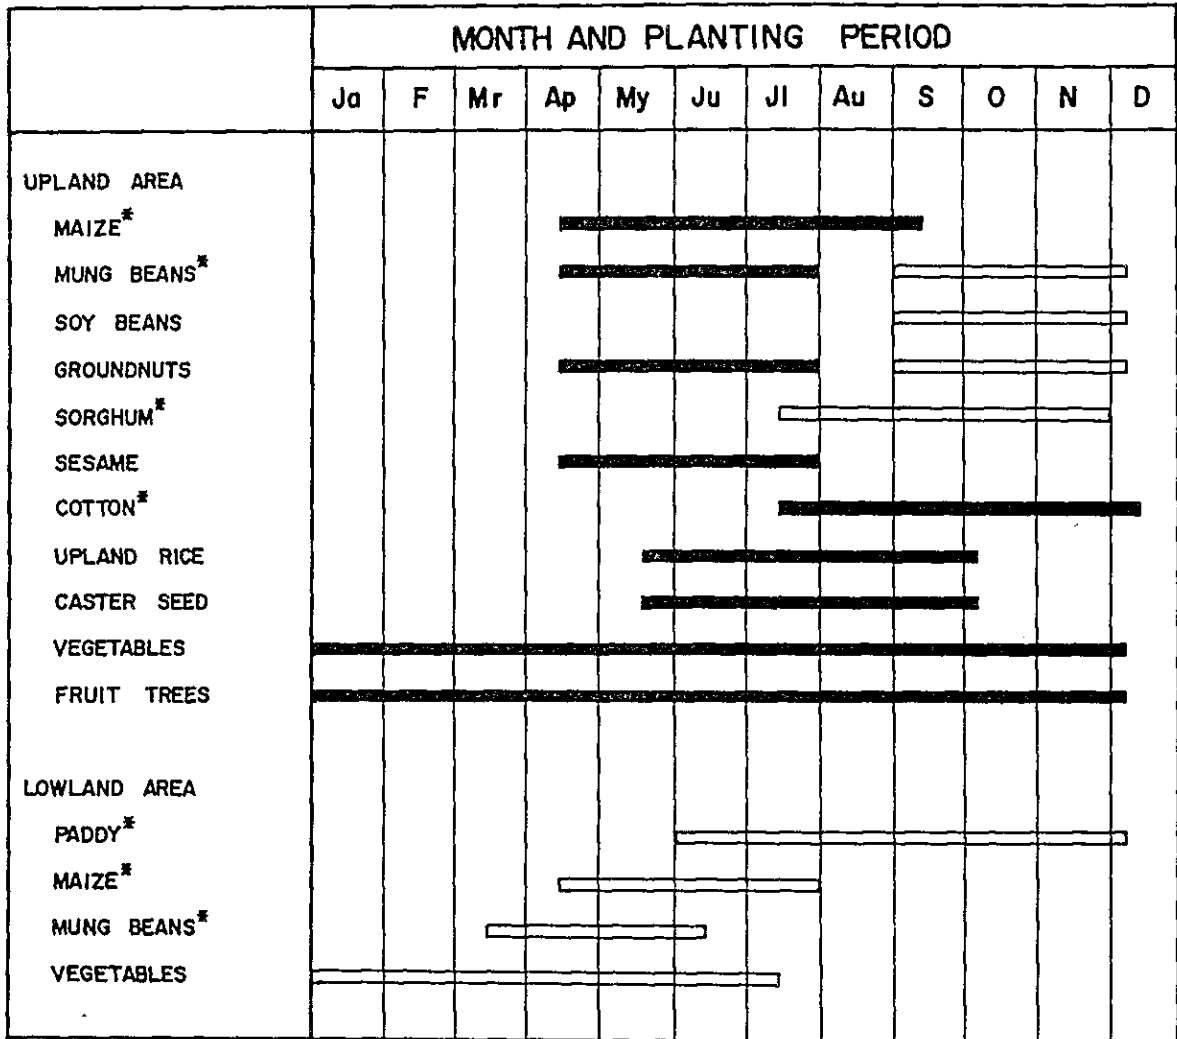 MONTH AND PLANTING PERIOD
Ja F Mr Ap My Ju Jl Au S O N D
UPLAND AREA
MAIZE*
MUNG BEANS*
SOY BEANS
GROUNDNUTS
SORGHUM*
SESAME
COTTON*
UPLAND RICE
CASTER SEED
VEGETABLES
FRUIT TREES
LOWLAND AREA
PADDY*
MAIZE*
MUNG BEANS*
VEGETABLES